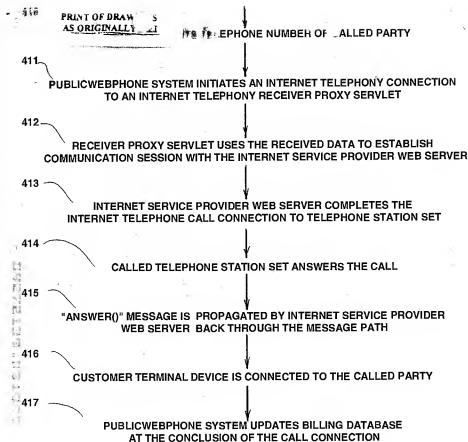 410
PRINT OF
AS ORIGINALLY
TELEPHONE NUMBER OF CALLED PARTY
411
PUBLICWEBPHONE SYSTEM INITIATES AN INTERNET TELEPHONY CONNECTION
TO AN INTERNET TELEPHONY RECEIVER PROXY SERVLET
412
RECEIVER PROXY SERVLET USES THE RECEIVED DATA TO ESTABLISH
COMMUNICATION SESSION WITH THE INTERNET SERVICE PROVIDER WEB SERVER
413
INTERNET SERVICE PROVIDER WEB SERVER COMPLETES THE
INTERNET TELEPHONE CALL CONNECTION TO TELEPHONE STATION SET
414
CALLED TELEPHONE STATION SET ANSWERS THE CALL
415
"ANSWER()" MESSAGE IS PROPAGATED BY INTERNET SERVICE PROVIDER
WEB SERVER BACK THROUGH THE MESSAGE PATH
416
CUSTOMER TERMINAL DEVICE IS CONNECTED TO THE CALLED PARTY
417
PUBLICWEBPHONE SYSTEM UPDATES BILLING DATABASE
AT THE CONCLUSION OF THE CALL CONNECTION